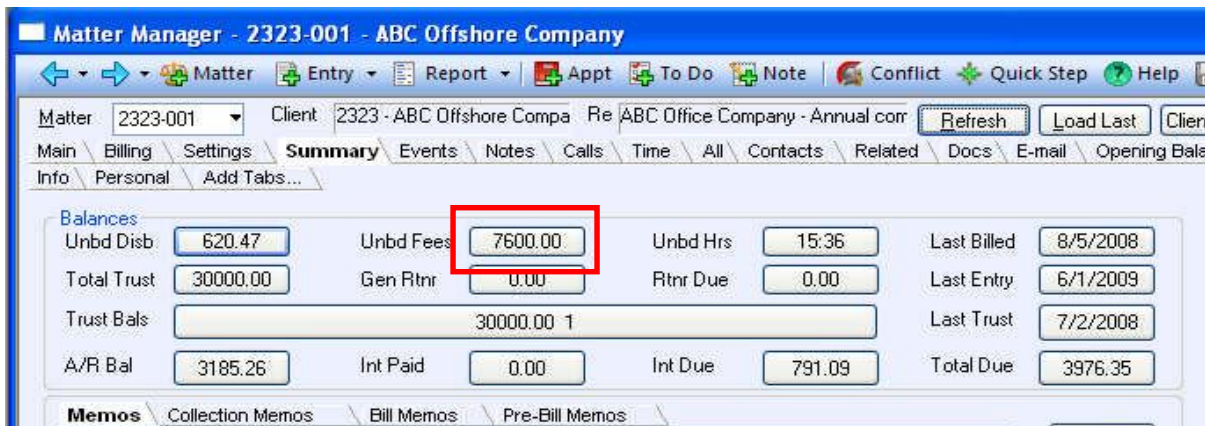 Matter Manager - 2323-001 - ABC Offshore Company
Matter Entry Report Appt To Do Note Conflict Quick Step Help
Matter 2323-001 Client 2323 - ABC Offshore Compa Re ABC Office Company - Annual corr Refresh Load Last Clien
Main Billing Settings Summary Events Notes Calls Time All Contacts Related Docs E-mail Opening Bala
Info Personal Add Tabs...
Balances
Unbd Disb 620.47 Unbd Fees 7600.00 Unbd Hrs 15:36 Last Billed 8/5/2008
Total Trust 30000.00 Gen Rtnr 0.00 Rtnr Due 0.00 Last Entry 6/1/2009
Trust Bals 30000.00 1 Last Trust 7/2/2008
A/R Bal 3185.26 Int Paid 0.00 Int Due 791.09 Total Due 3976.35
Memos Collection Memos Bill Memos Pre-Bill Memos